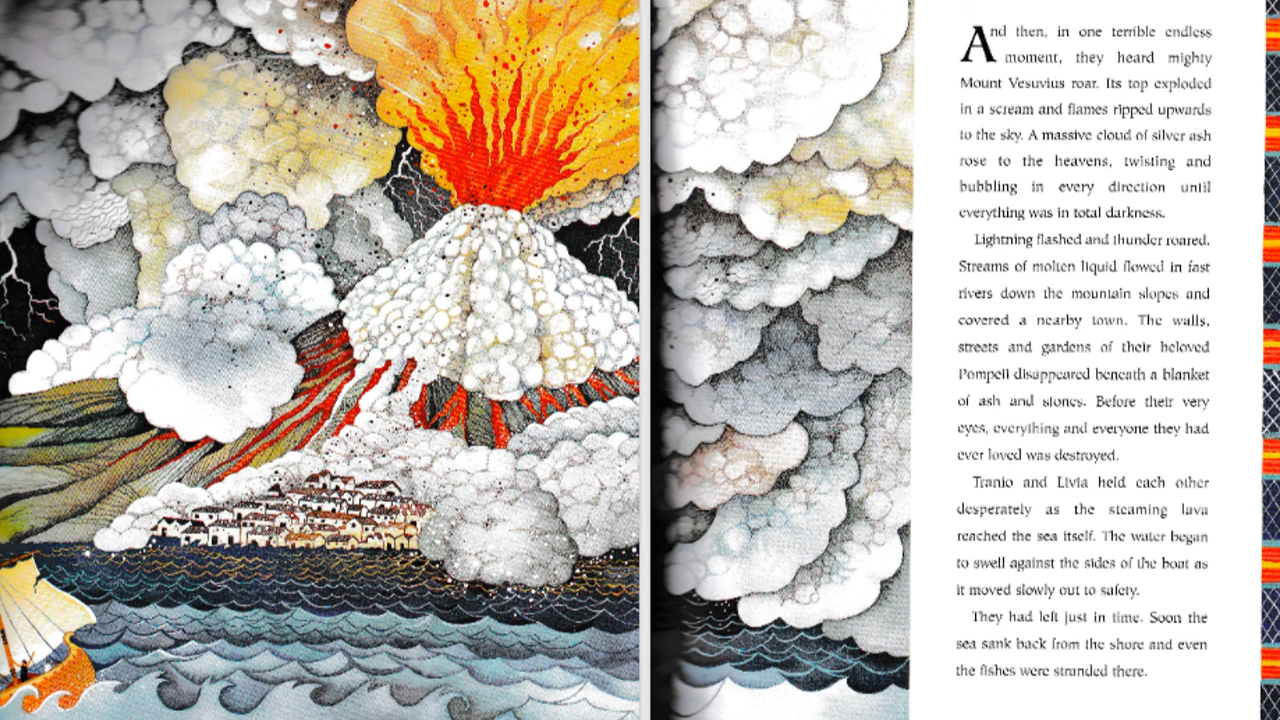 And then, in one terrible endless
moment, they heard mighty
Mount Vesuvius roar. Its top exploded
in a scream and flames ripped upwards
to the sky. A massive cloud of silver ash
rose to the heavens, twisting and
bubbling in every direction until
everything was in total darkness.
Lightning flashed and thunder roared.
Streams of molten liquid flowed in fast
rivers down the mountain slopes and
covered a nearby town. The walls,
streets and gardens of their beloved
Pompeii disappeared beneath a blanket
of ash and stones. Before their very
eyes, everything and everyone they had
ever loved was destroyed.
Tranio and Livia held each other
desperately as the steaming lava
reached the sea itself. The water began
to swell against the sides of the boat as
it moved slowly out to safety.
They had left just in time. Soon the
sea sank back from the shore and even
the fishes were stranded there.